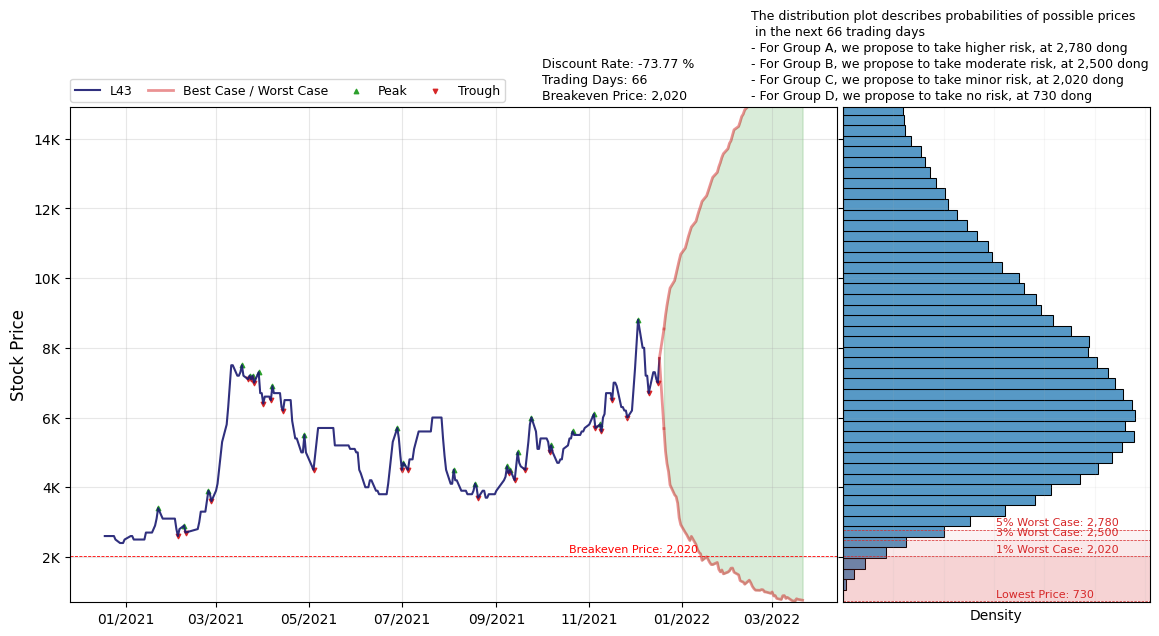 The distribution plot describes probabilities of possible prices
in the next 66 trading days
- For Group A, we propose to take higher risk, at 2,780 dong
- For Group B, we propose to take moderate risk, at 2,500 dong
- For Group C, we propose to take minor risk, at 2,020 dong
- For Group D, we propose to take no risk, at 730 dong
Discount Rate: -73.77 %
Trading Days: 66
Breakeven Price: 2,020
L43
Best Case / Worst Case
Peak
Trough
Stock Price
14K
12K
10K
8K
6K
4K
2K
Breakeven Price: 2,020
5% Worst Case: 2,780
3% Worst Case: 2,500
1% Worst Case: 2,020
Lowest Price: 730
01/2021
03/2021
05/2021
07/2021
09/2021
11/2021
01/2022
03/2022
Density